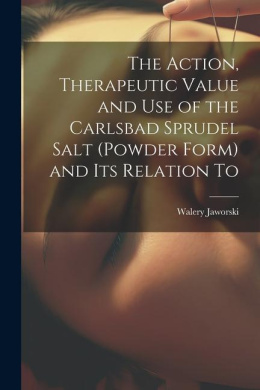 The Action,
Therapeutic Value
and Use of the
Carlsbad Sprudel
Salt (Powder Form)
and Its Relation To
Walery Jaworski